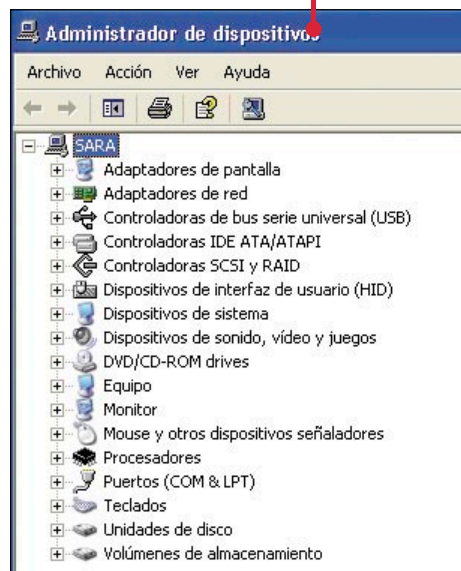 Administrador de dispositivos
Archivo Acción Ver Ayuda
SARA
Adaptadores de pantalla
Adaptadores de red
Controladoras de bus serie universal (USB)
Controladoras IDE ATA/ATAPI
Controladoras SCSI y RAID
Dispositivos de interfaz de usuario (HID)
Dispositivos de sistema
Dispositivos de sonido, vídeo y juegos
DVD/CD-ROM drives
Equipo
Monitor
Mouse y otros dispositivos señaladores
Procesadores
Puertos (COM & LPT)
Teclados
Unidades de disco
Volúmenes de almacenamiento